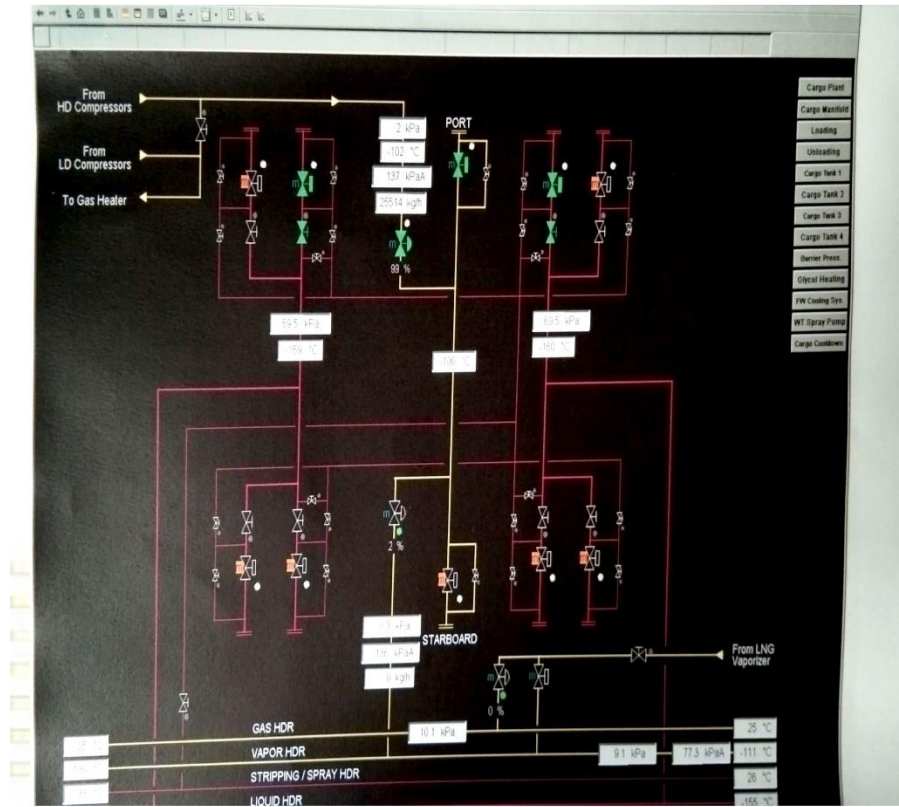 From
HD Compressors
From
LD Compressors
To Gas Heater
2 kPa
-102 °C
137 kPaA
25514 kg/h
99 %
PORT
69.5 kPa
-159 °C
-106 °C
69.5 kPa
-160 °C
m
m
m
m
m
m
m
2 %
kPaA
kg/h
STARBOARD
From LNG
Vaporizer
0 %
GAS HDR
10.1 kPa
25 °C
VAPOR HDR
9.1 kPa
77.3 kPaA
-111 °C
STRIPPING / SPRAY HDR
26 °C
LIQUID HDR
-155 °C
Cargo Plant
Cargo Manifold
Loading
Unloading
Cargo Tank 1
Cargo Tank 2
Cargo Tank 3
Cargo Tank 4
Barrier Press.
Glycol Heating
FW Cooling Sys.
WT Spray Pump
Cargo Cooldown